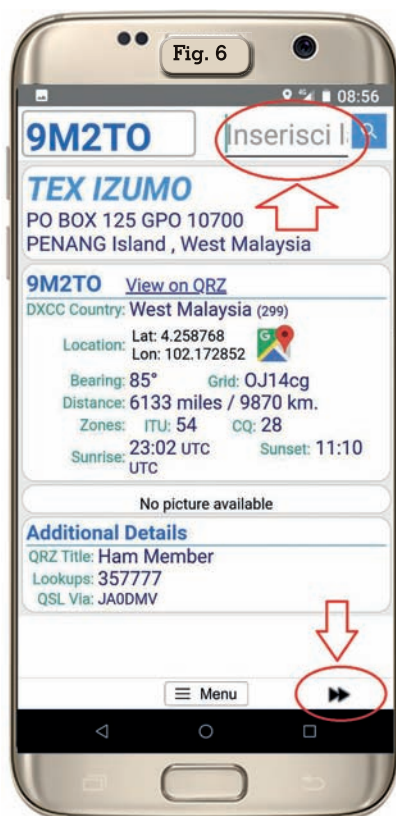 Fig. 6
08:56
9M2TO
Inserisci l
TEX IZUMO
PO BOX 125 GPO 10700
PENANG Island , West Malaysia
9M2TO View on QRZ
DXCC Country: West Malaysia (299)
Location: Lat: 4.258768
Lon: 102.172852
Bearing: 85° Grid: OJ14cg
Distance: 6133 miles / 9870 km.
Zones: ITU: 54 CQ: 28
Sunrise: 23:02 UTC Sunset: 11:10 UTC
No picture available
Additional Details
QRZ Title: Ham Member
Lookups: 357777
QSL Via: JA0DMV
Menu